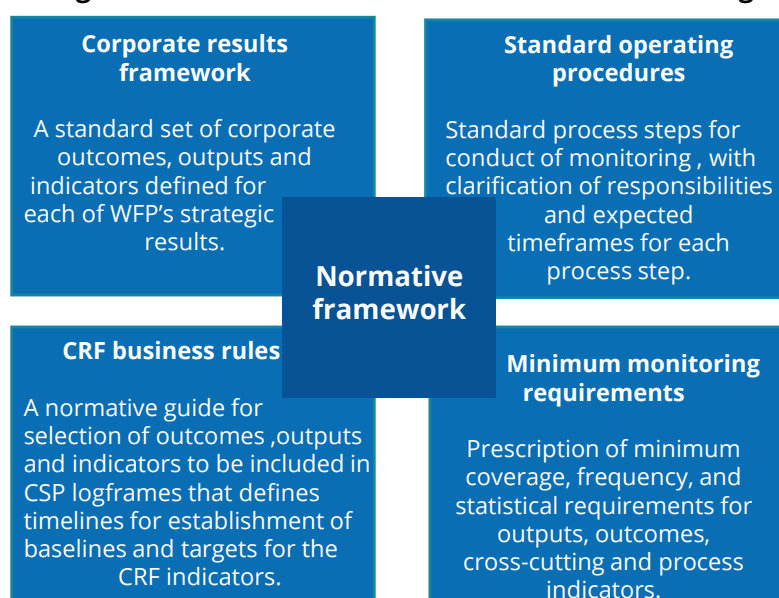 Corporate results
framework
A standard set of corporate
outcomes, outputs and
indicators defined for
each of WFP’s strategic
results.
Standard operating
procedures
Standard process steps for
conduct of monitoring , with
clarification of responsibilities
and expected
timeframes for each
process step.
Normative
framework
CRF business rules
A normative guide for
selection of outcomes ,outputs
and indicators to be included in
CSP logframes that defines
timelines for establishment of
baselines and targets for the
CRF indicators.
Minimum monitoring
requirements
Prescription of minimum
coverage, frequency, and
statistical requirements for
outputs, outcomes,
cross-cutting and process
indicators.